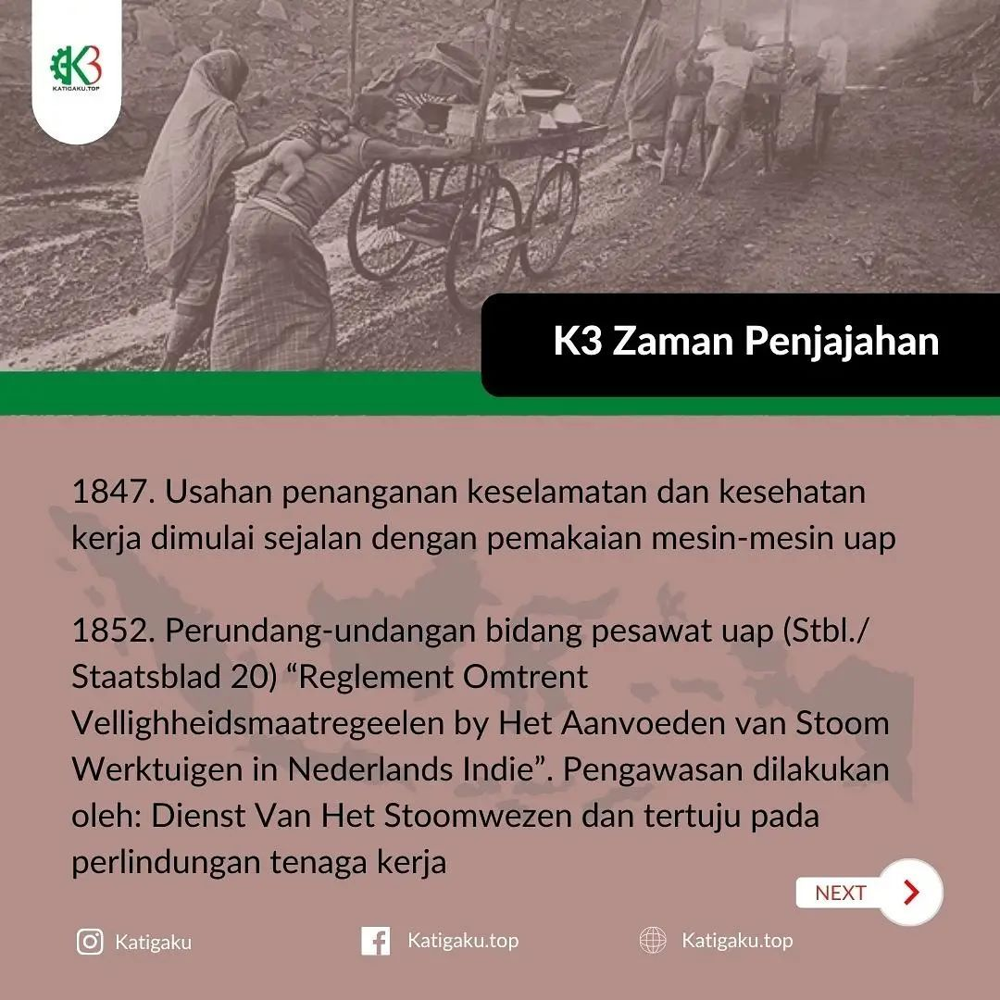 K3
KATIGAKU.TOP
K3 Zaman Penjajahan
1847. Usahan penanganan keselamatan dan kesehatan
kerja dimulai sejalan dengan pemakaian mesin-mesin uap
1852. Perundang-undangan bidang pesawat uap (Stbl./
Staatsblad 20) “Reglement Omtrent
Vellighheidsmaatregeelen by Het Aanvoeden van Stoom
Werktuigen in Nederlands Indie”. Pengawasan dilakukan
oleh: Dienst Van Het Stoomwezen dan tertuju pada
perlindungan tenaga kerja
NEXT
Katigaku
Katigaku.top
Katigaku.top